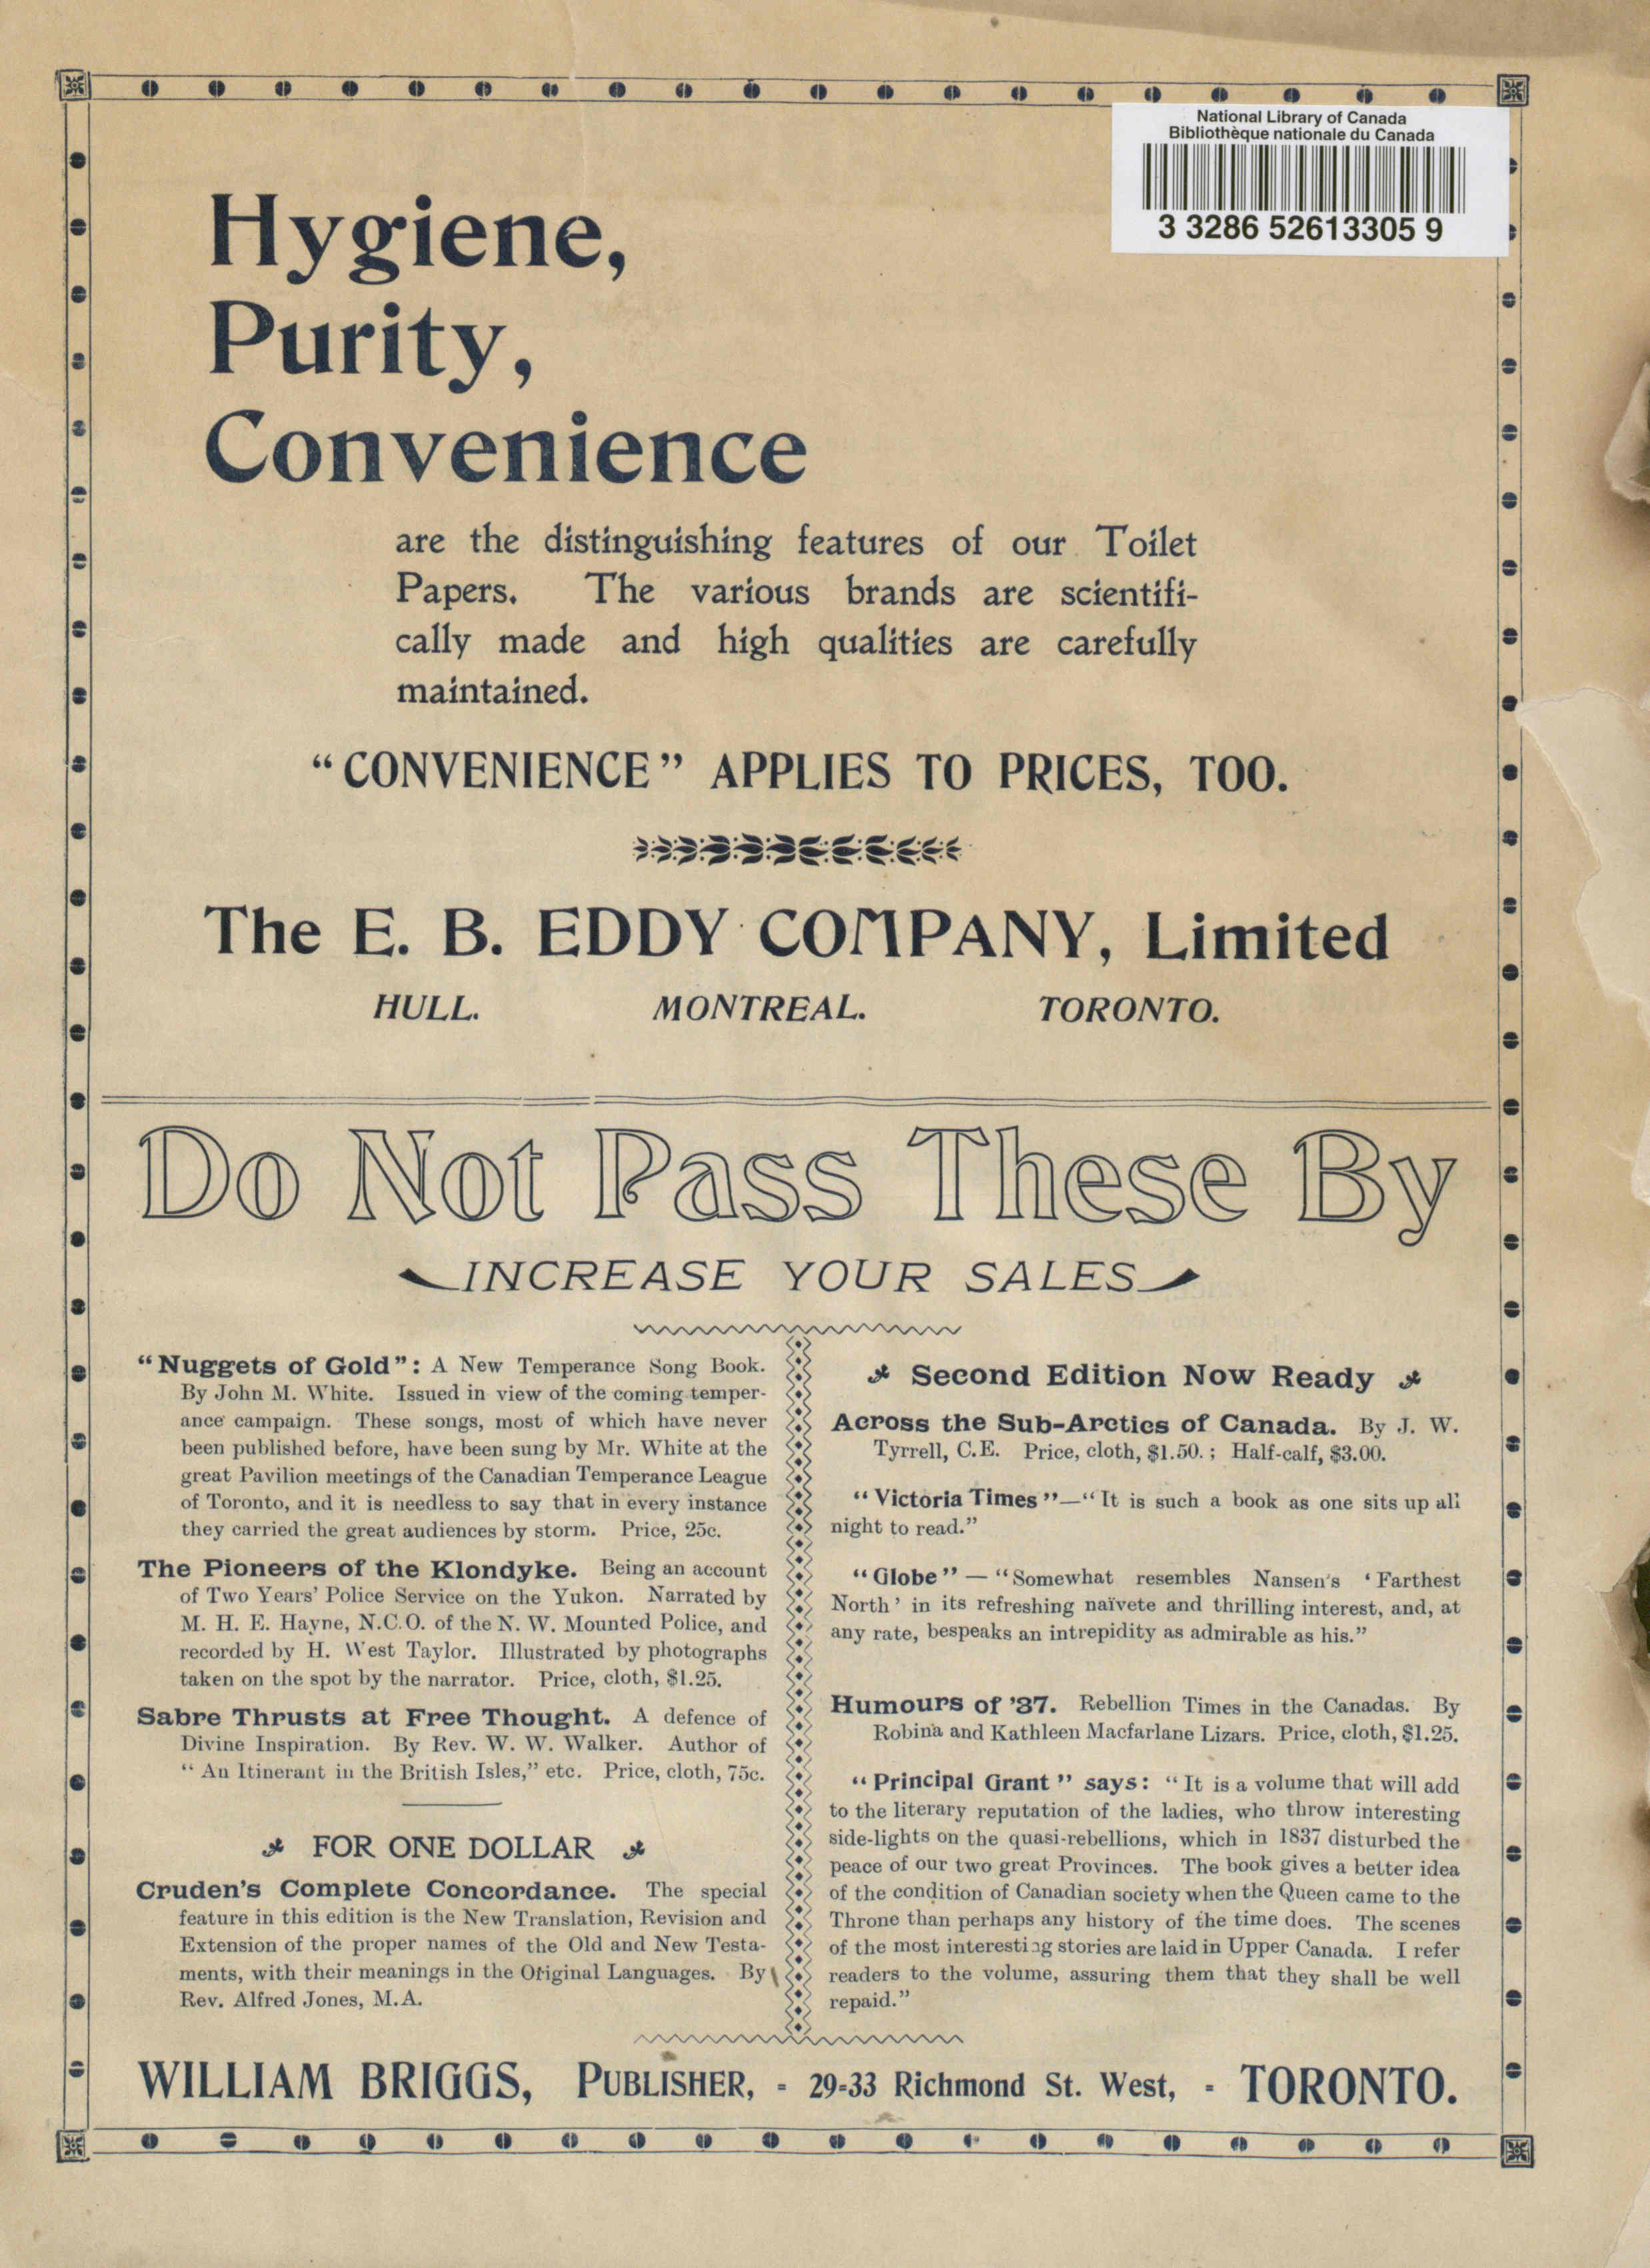 National Library of Canada
Bibliothèque nationale du Canada
3 3286 52613305 9
Hygiene,
Purity,
Convenience
are the distinguishing features of our Toilet
Papers. The various brands are scientifi-
cally made and high qualities are carefully
maintained.
“CONVENIENCE” APPLIES TO PRICES, TOO.
The E. B. EDDY COMPANY, Limited
HULL. MONTREAL. TORONTO.
Do Not Pass These By
INCREASE YOUR SALES
“Nuggets of Gold”: A New Temperance Song Book.
By John M. White. Issued in view of the coming temper-
ance campaign. These songs, most of which have never
been published before, have been sung by Mr. White at the
great Pavilion meetings of the Canadian Temperance League
of Toronto, and it is needless to say that in every instance
they carried the great audiences by storm. Price, 25c.
The Pioneers of the Klondyke. Being an account
of Two Years’ Police Service on the Yukon. Narrated by
M. H. E. Hayne, N.C.O. of the N. W. Mounted Police, and
recorded by H. West Taylor. Illustrated by photographs
taken on the spot by the narrator. Price, cloth, $1.25.
Sabre Thrusts at Free Thought. A defence of
Divine Inspiration. By Rev. W. W. Walker. Author of
“An Itinerant in the British Isles,” etc. Price, cloth, 75c.
FOR ONE DOLLAR
Cruden’s Complete Concordance. The special
feature in this edition is the New Translation, Revision and
Extension of the proper names of the Old and New Testa-
ments, with their meanings in the Original Languages. By
Rev. Alfred Jones, M.A.
Second Edition Now Ready
Across the Sub-Arctics of Canada. By J. W.
Tyrrell, C.E. Price, cloth, $1.50.; Half-calf, $3.00.
“Victoria Times”—“It is such a book as one sits up all
night to read.”
“Globe” — “Somewhat resembles Nansen’s ‘Farthest
North’ in its refreshing naïvete and thrilling interest, and, at
any rate, bespeaks an intrepidity as admirable as his.”
Humours of ’37. Rebellion Times in the Canadas. By
Robina and Kathleen Macfarlane Lizars. Price, cloth, $1.25.
“Principal Grant” says: “It is a volume that will add
to the literary reputation of the ladies, who throw interesting
side-lights on the quasi-rebellions, which in 1837 disturbed the
peace of our two great Provinces. The book gives a better idea
of the condition of Canadian society when the Queen came to the
Throne than perhaps any history of the time does. The scenes
of the most interesting stories are laid in Upper Canada. I refer
readers to the volume, assuring them that they shall be well
repaid.”
WILLIAM BRIGGS, PUBLISHER, - 29-33 Richmond St. West, - TORONTO.